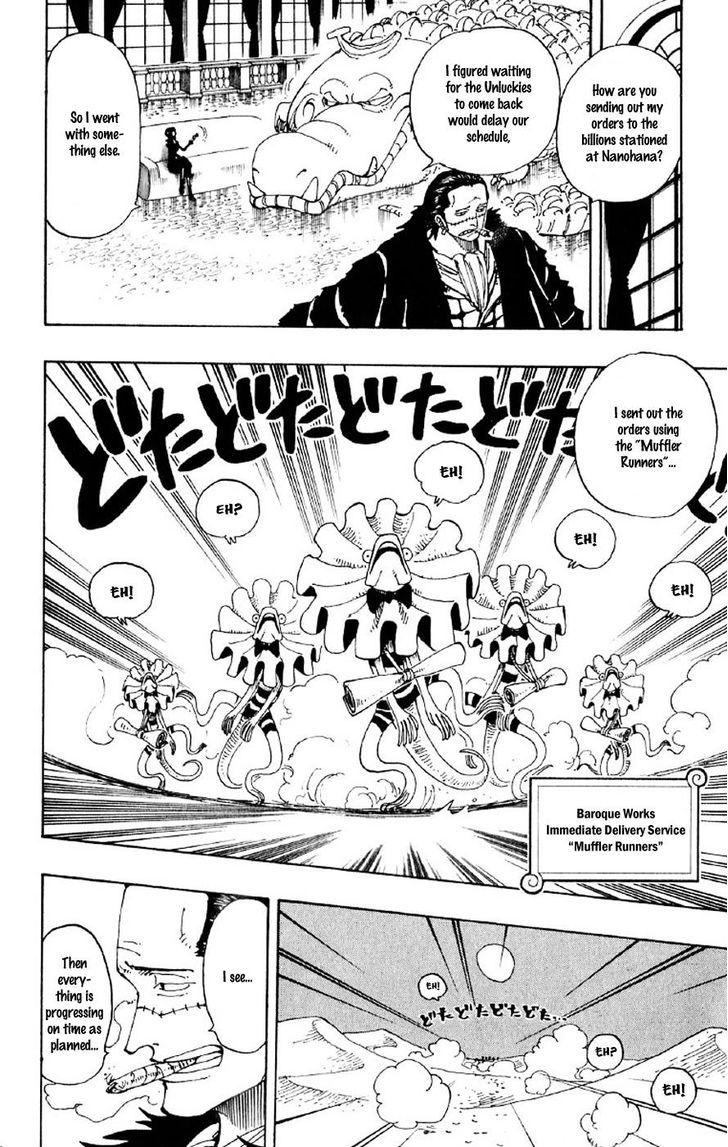 How are you
sending out my
orders to the
billions stationed
at Nanohana?
I figured waiting
for the Unluckies
to come back
would delay our
schedule,
So I went
with some-
thing else.
I sent out the
orders using
the "Muffler
Runners"...
どたどたどたどたど
EH!
EH!
EH!
EH?
EH!
EH!
Baroque Works
Immediate Delivery Service
"Muffler Runners"
EH!
どたどたどたどた...
EH?
EH!
I see...
Then
every-
thing is
progressing
on time as
planned...